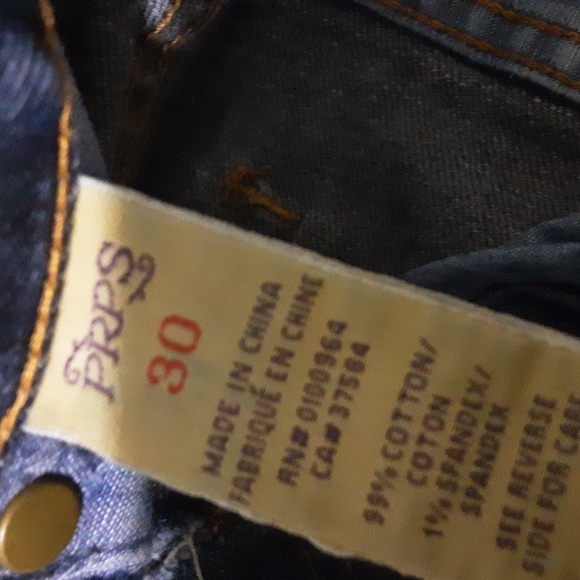 PRPS
30
MADE IN CHINA
FABRIQUÉ EN CHINE
RN# 0100964
CA# 37584
99% COTTON/
COTON
1% SPANDEX/
SPANDEX
SEE REVERSE
SIDE FOR CARE